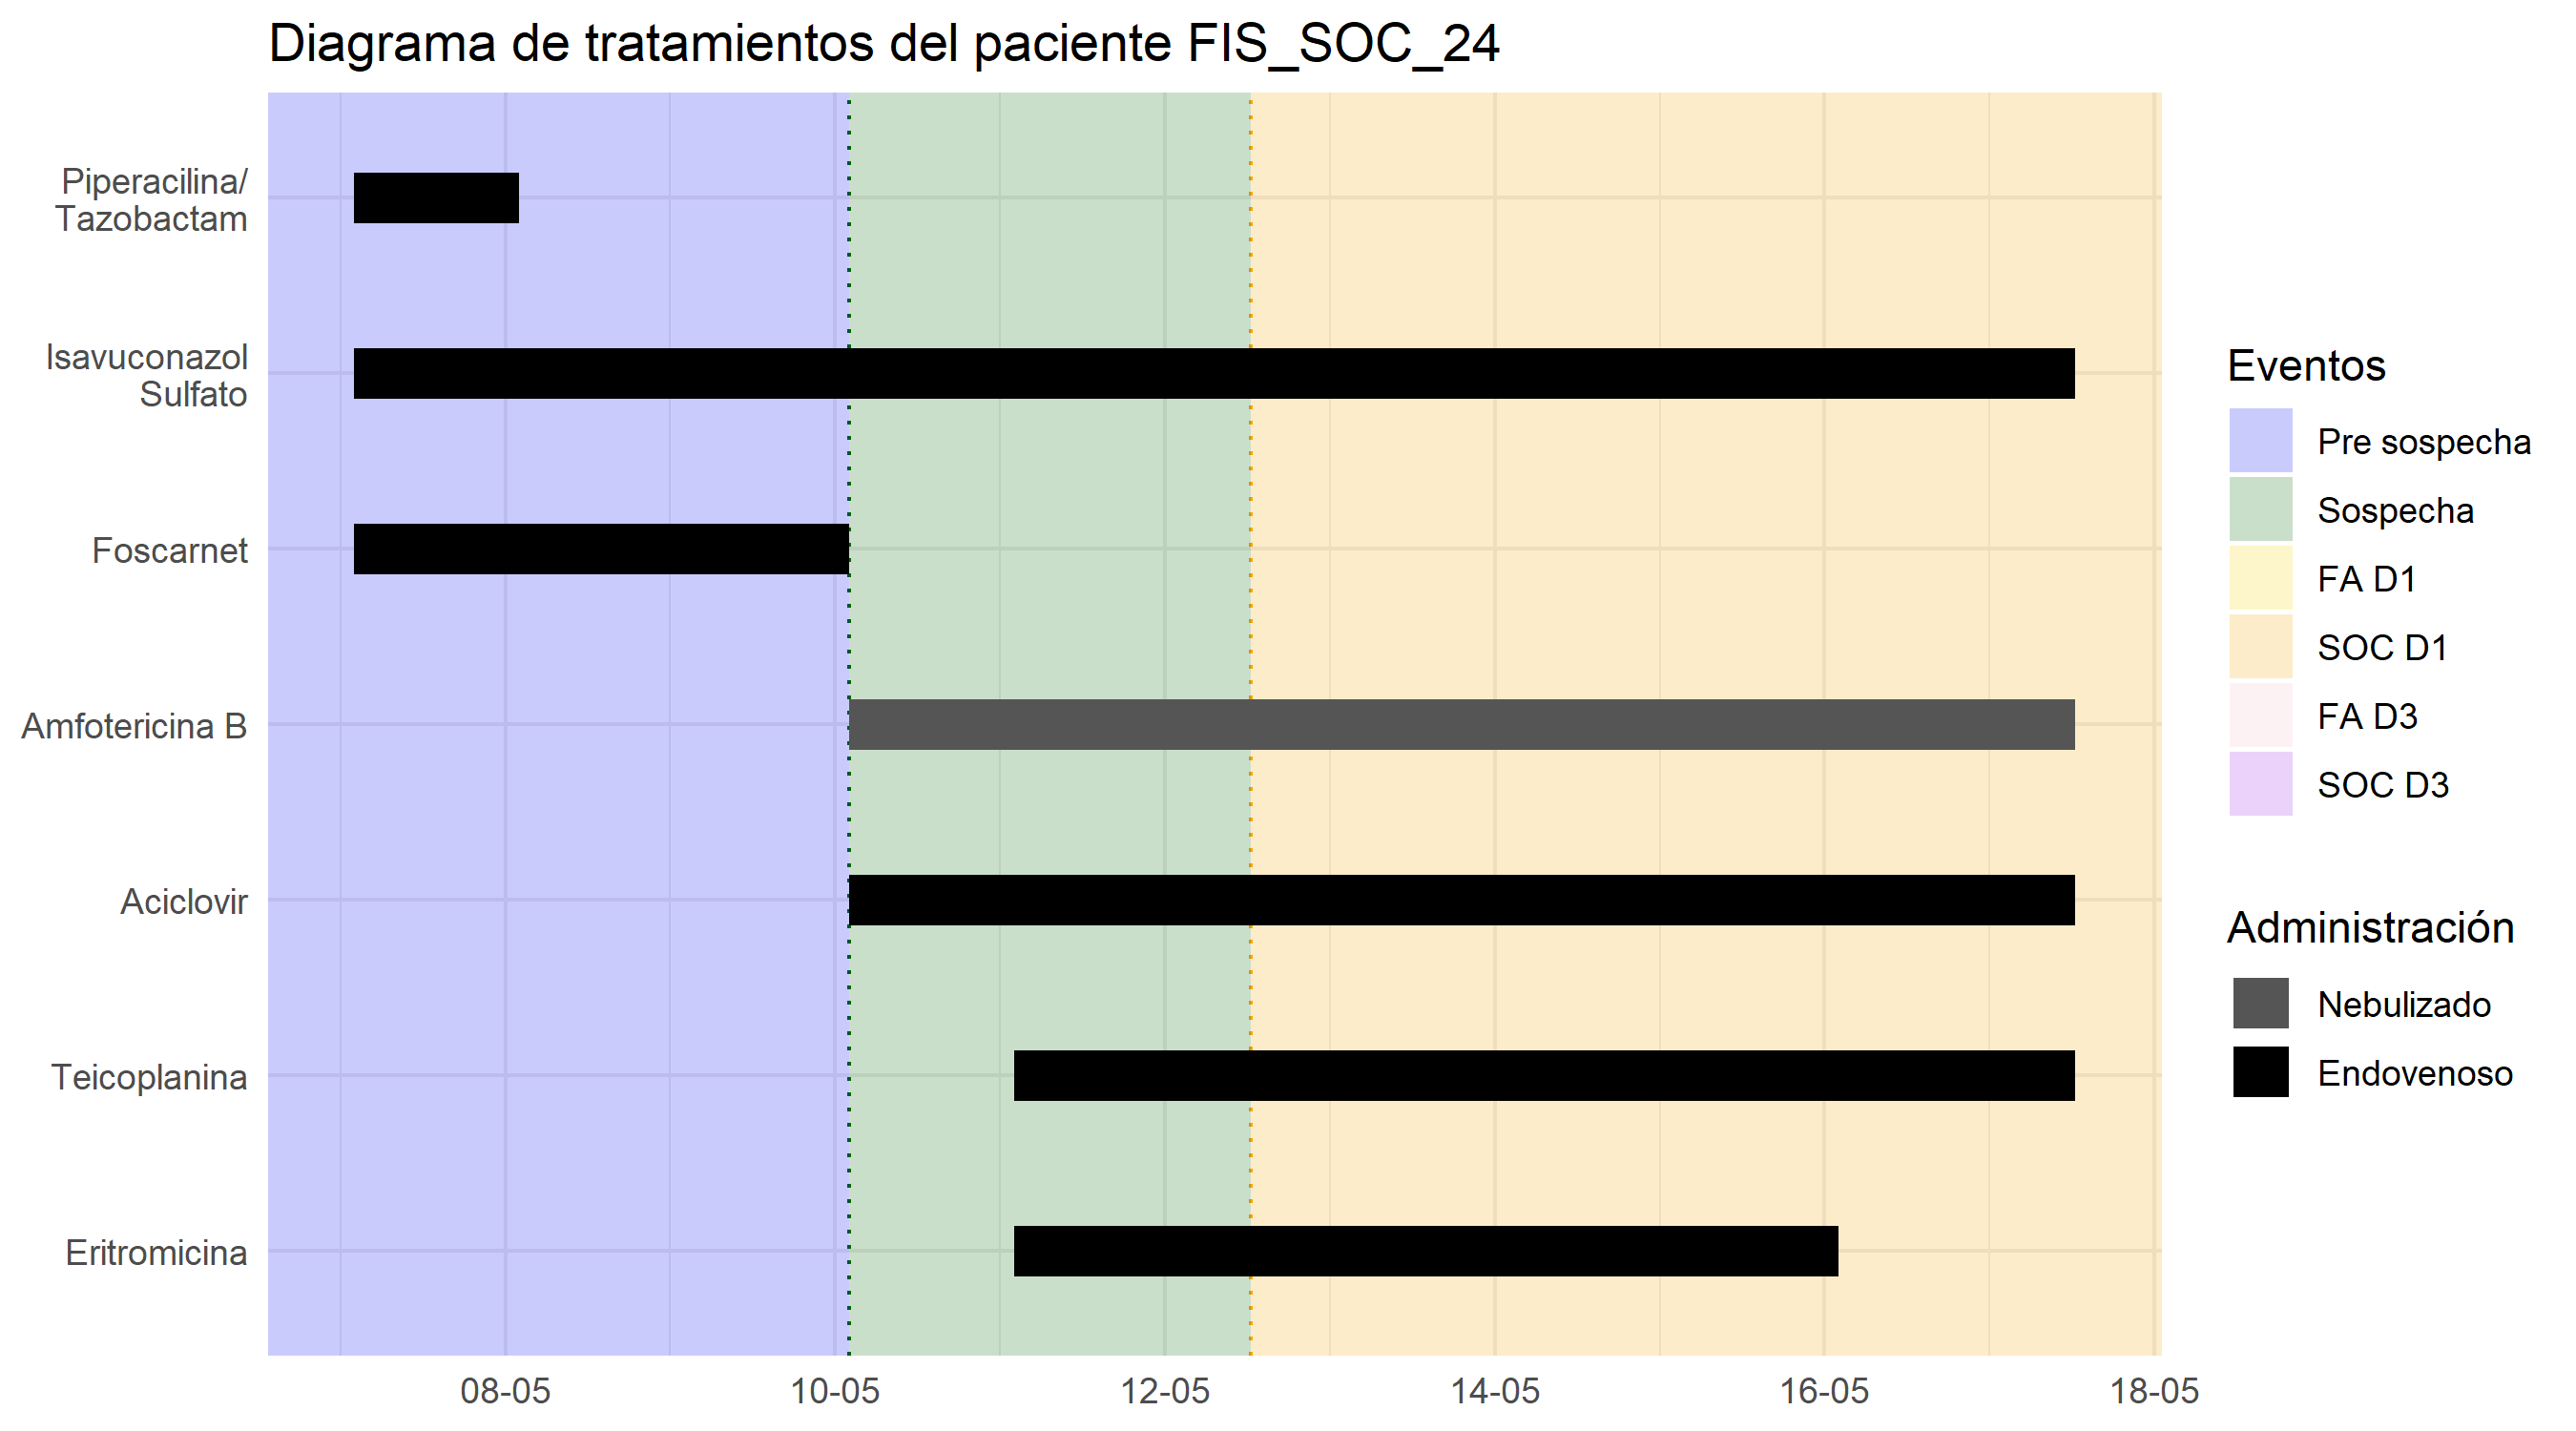 Diagrama de tratamientos del paciente FIS_SOC_24
Piperacilina/
Tazobactam
Isavuconazol
Sulfato
Foscarnet
Amfotericina B
Aciclovir
Teicoplanina
Eritromicina
08-05
10-05
12-05
14-05
16-05
18-05
Eventos
Pre sospecha
Sospecha
FA D1
SOC D1
FA D3
SOC D3
Administración
Nebulizado
Endovenoso